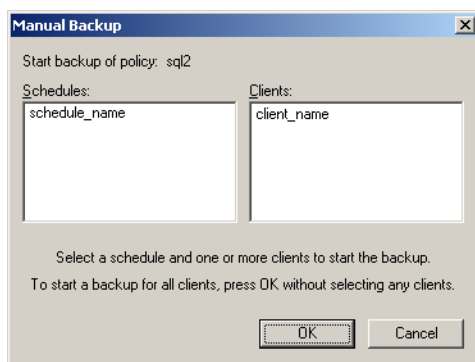 Manual Backup
Start backup of policy: sql2
Schedules: Clients:
schedule_name client_name
Select a schedule and one or more clients to start the backup.
To start a backup for all clients, press OK without selecting any clients.
OK Cancel